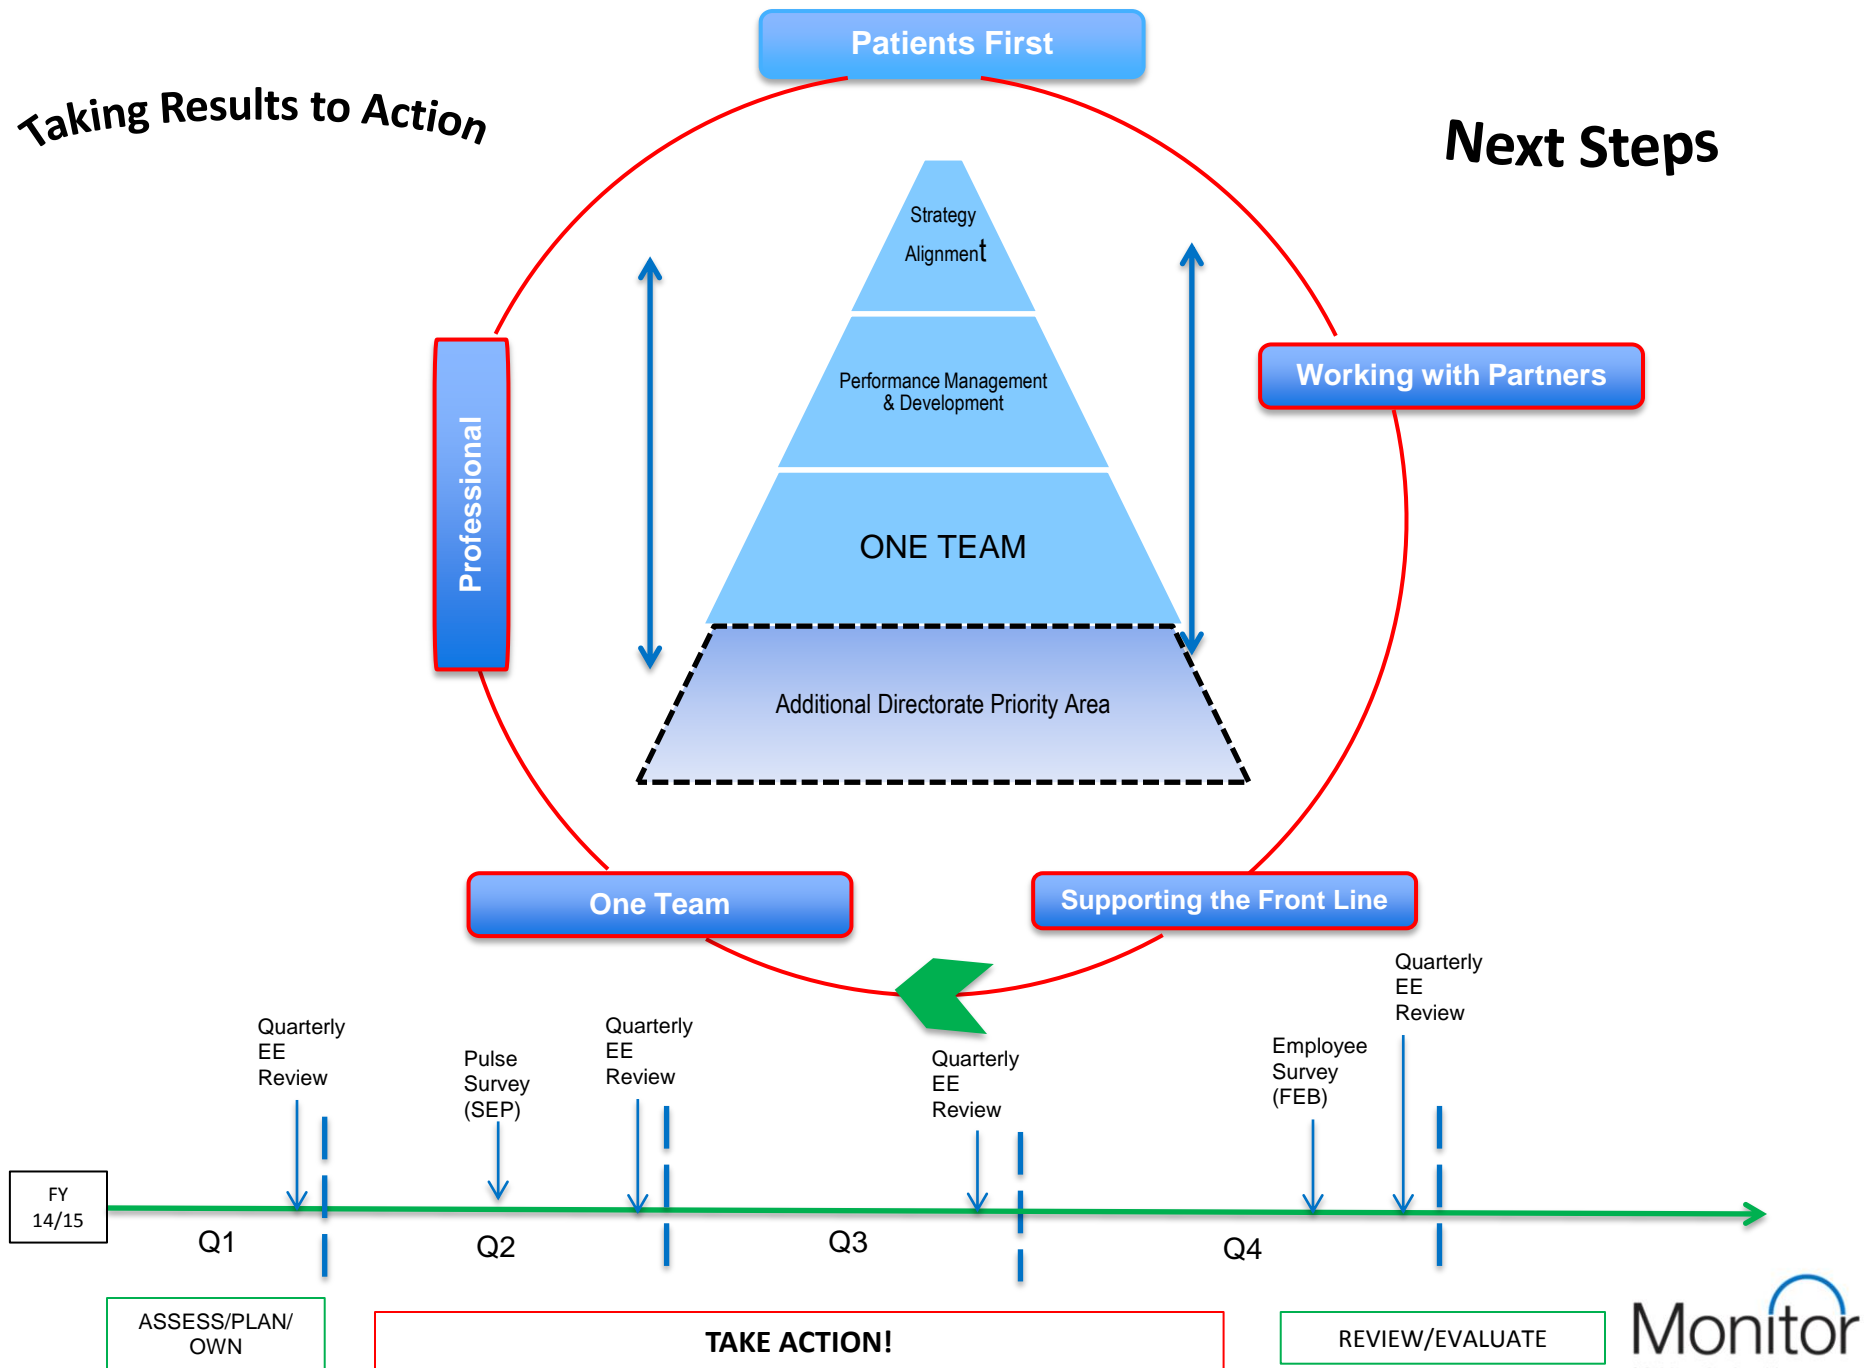 Patients First
Taking Results to Action
Next Steps
Strategy
Alignment
Working with Partners
Performance Management
& Development
Professional
ONE TEAM
Additional Directorate Priority Area
One Team
Supporting the Front Line
Quarterly
EE
Review
Pulse
Survey
(SEP)
Quarterly
EE
Review
Quarterly
EE
Review
Employee
Survey
(FEB)
Quarterly
EE
Review
FY
14/15
Q1
Q2
Q3
Q4
ASSESS/PLAN/
OWN
TAKE ACTION!
REVIEW/EVALUATE
Monitor